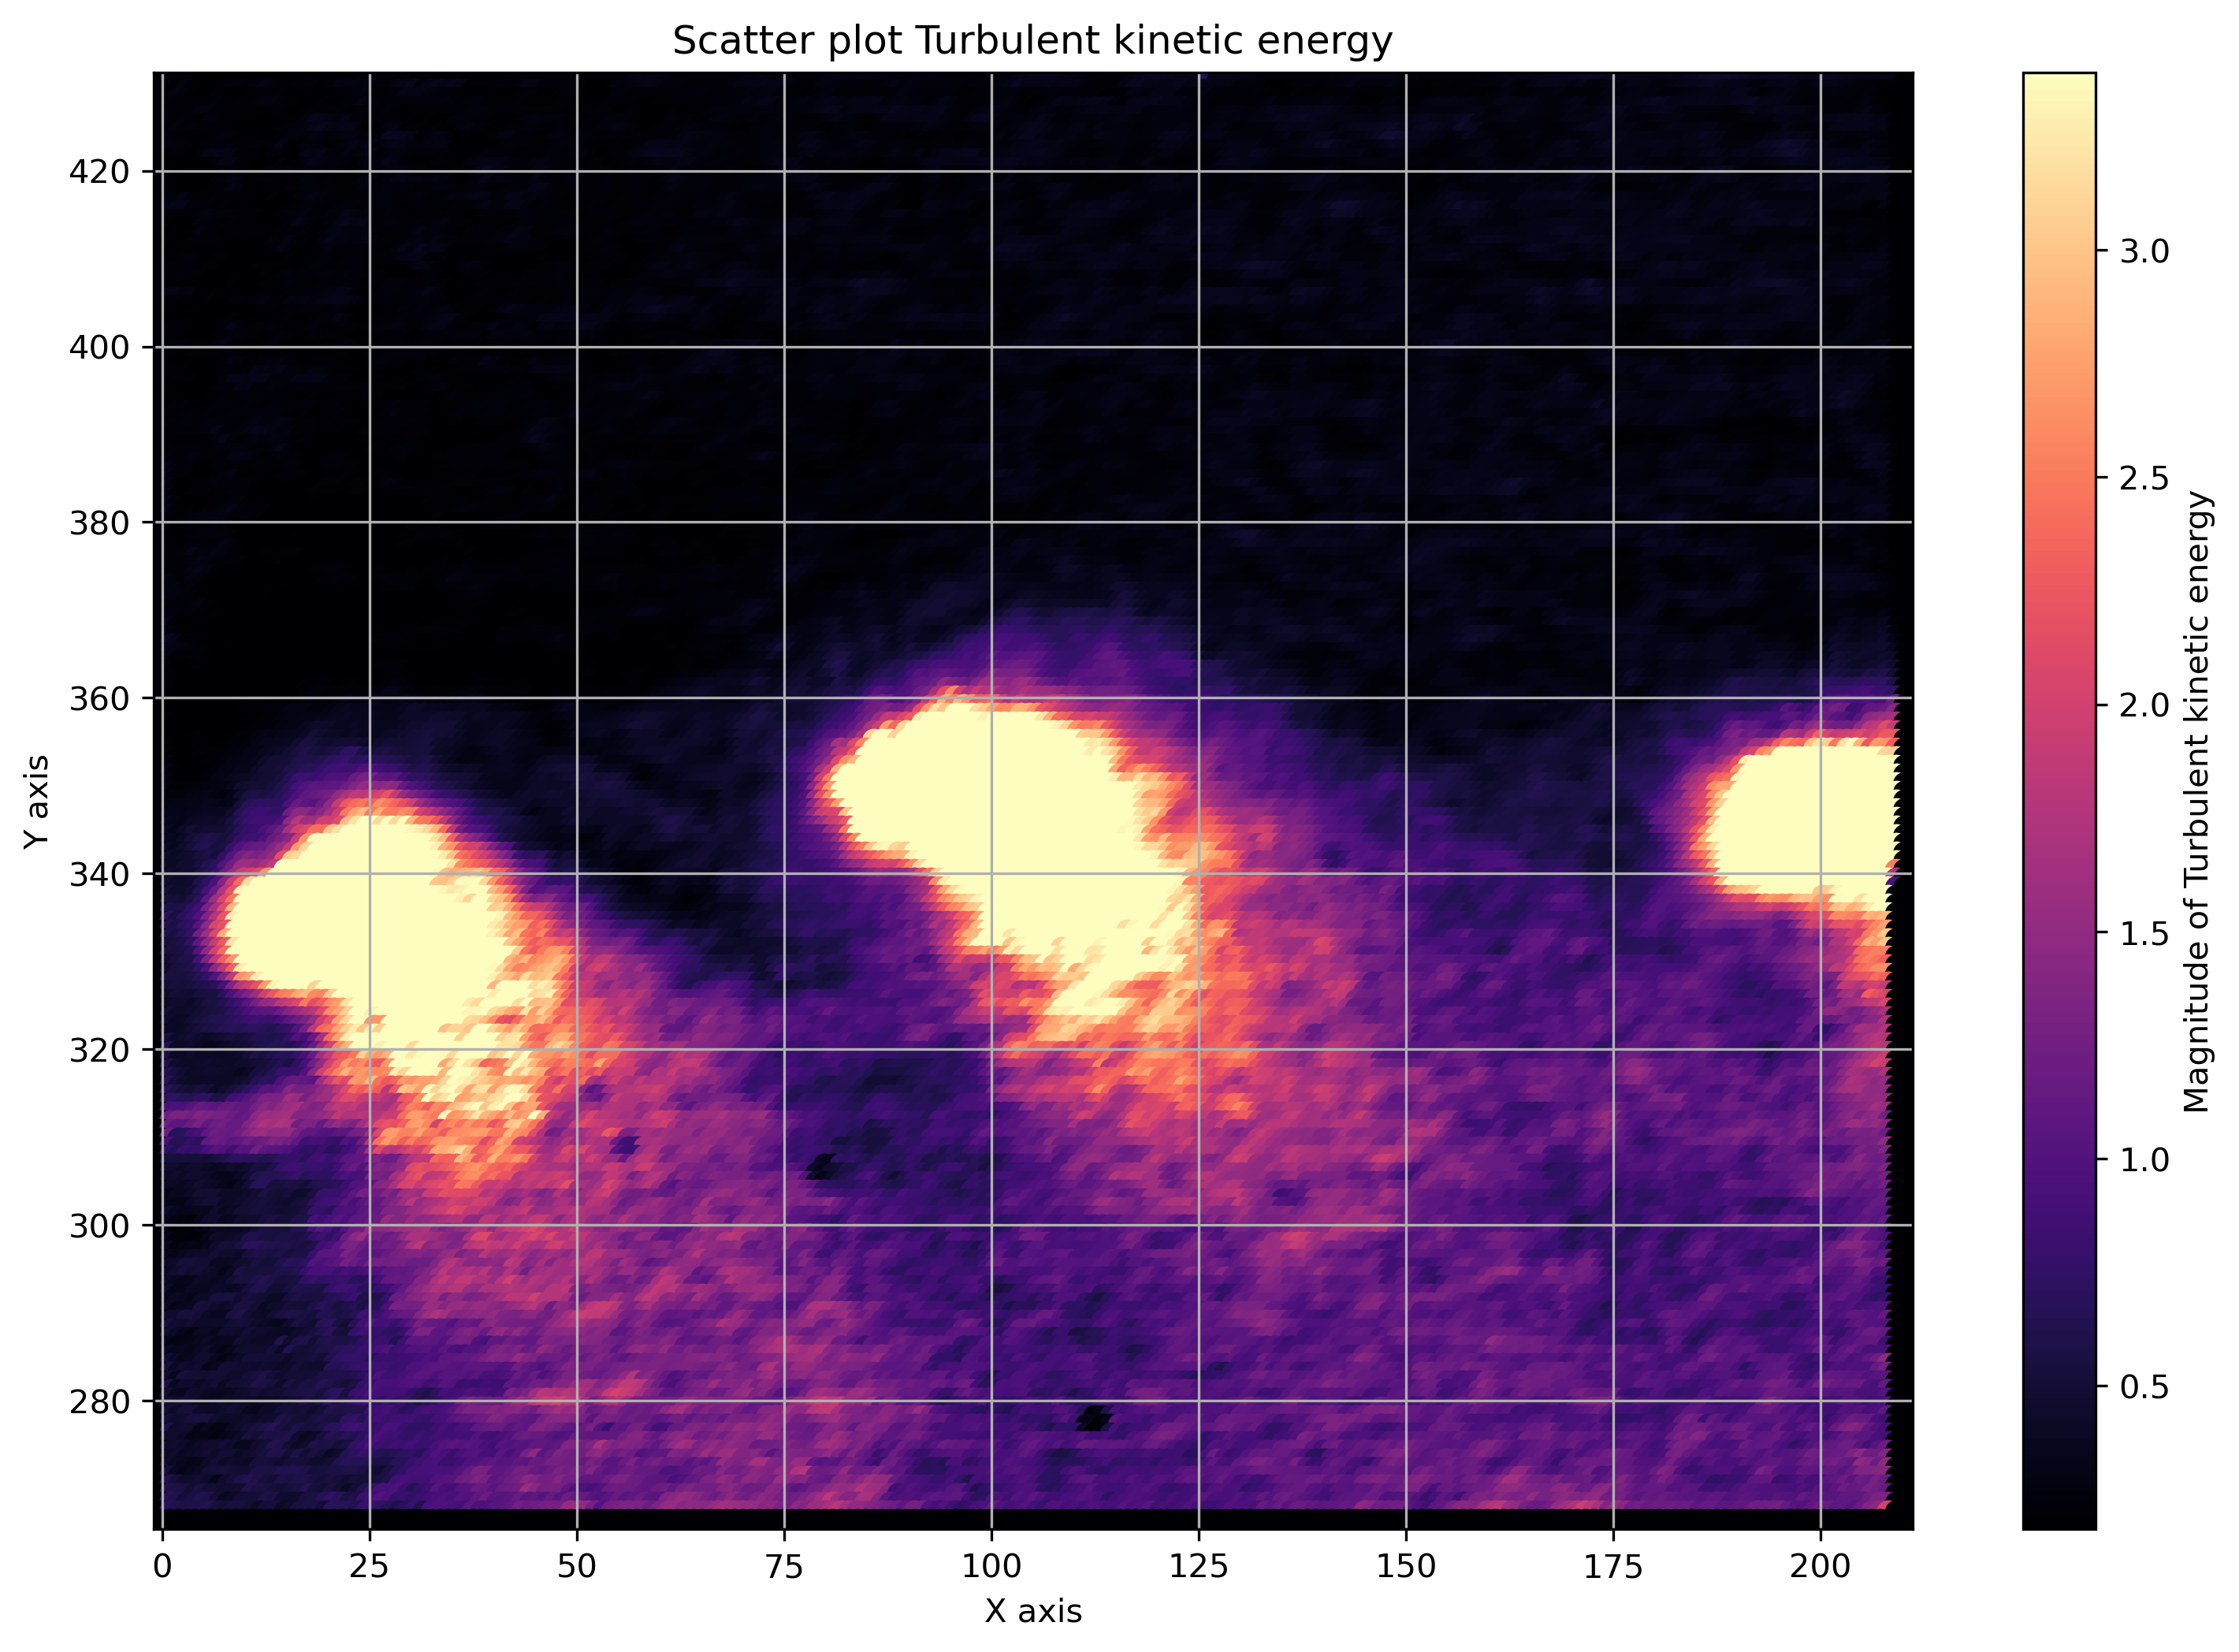 Scatter plot Turbulent kinetic energy
420
400
380
360
340
320
300
280
Y axis
0 25 50 75 100 125 150 175 200
X axis
3.0
2.5
2.0
1.5
1.0
0.5
Magnitude of Turbulent kinetic energy